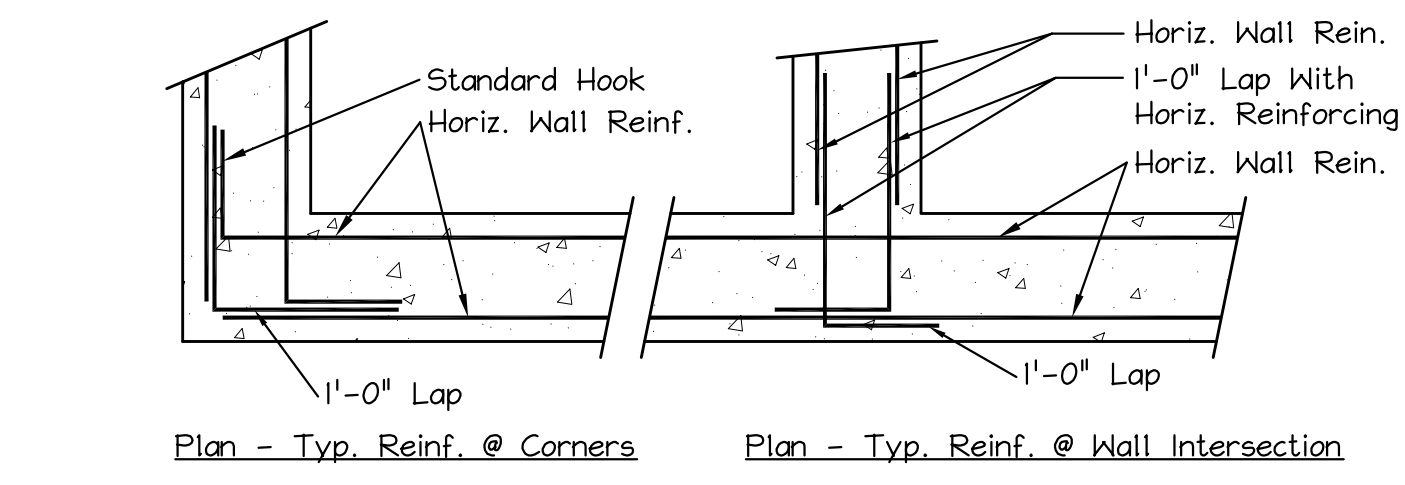 Standard Hook
Horiz. Wall Reinf.
1'-0" Lap
Plan - Typ. Reinf. @ Corners
Horiz. Wall Rein.
1'-0" Lap With
Horiz. Reinforcing
Horiz. Wall Rein.
1'-0" Lap
Plan - Typ. Reinf. @ Wall Intersection